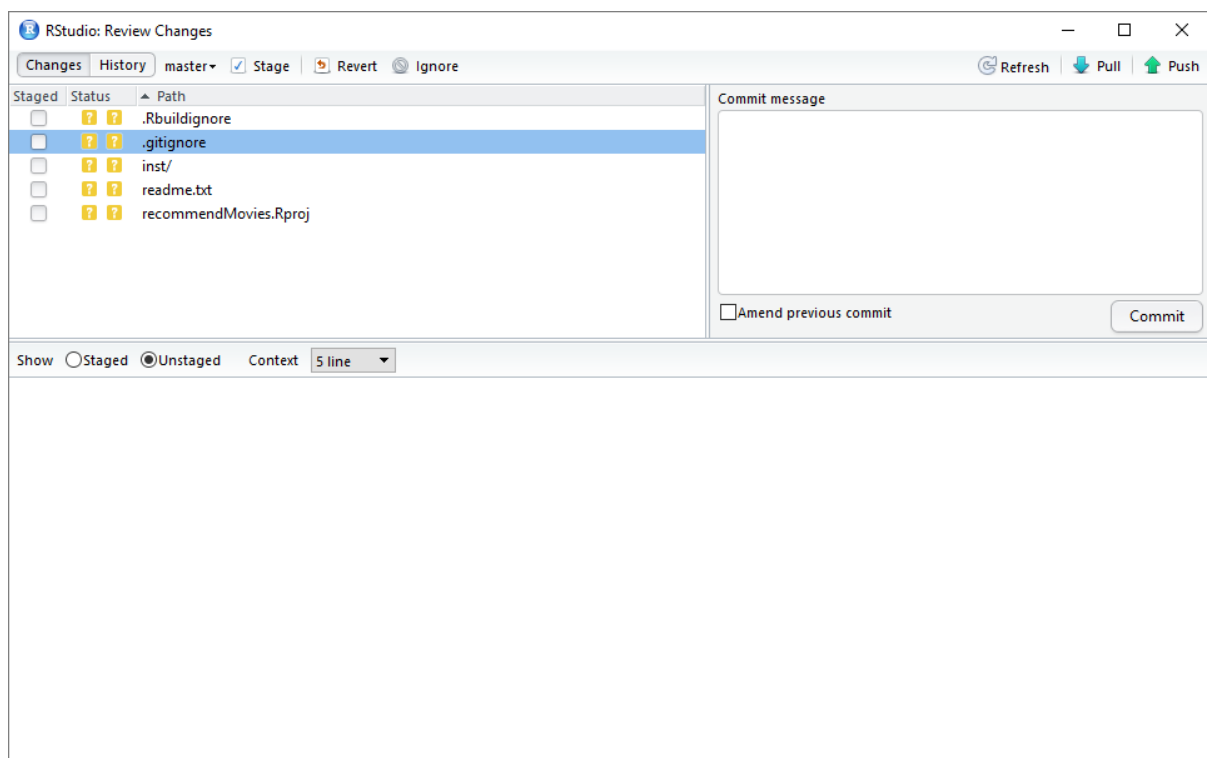 RStudio: Review Changes
Changes History master Stage Revert Ignore Refresh Pull Push
Staged Status Path
Commit message
? ? .Rbuildignore
? ? .gitignore
? ? inst/
? ? readme.txt
? ? recommendMovies.Rproj
Amend previous commit
Commit
Show Staged Unstaged Context 5 line